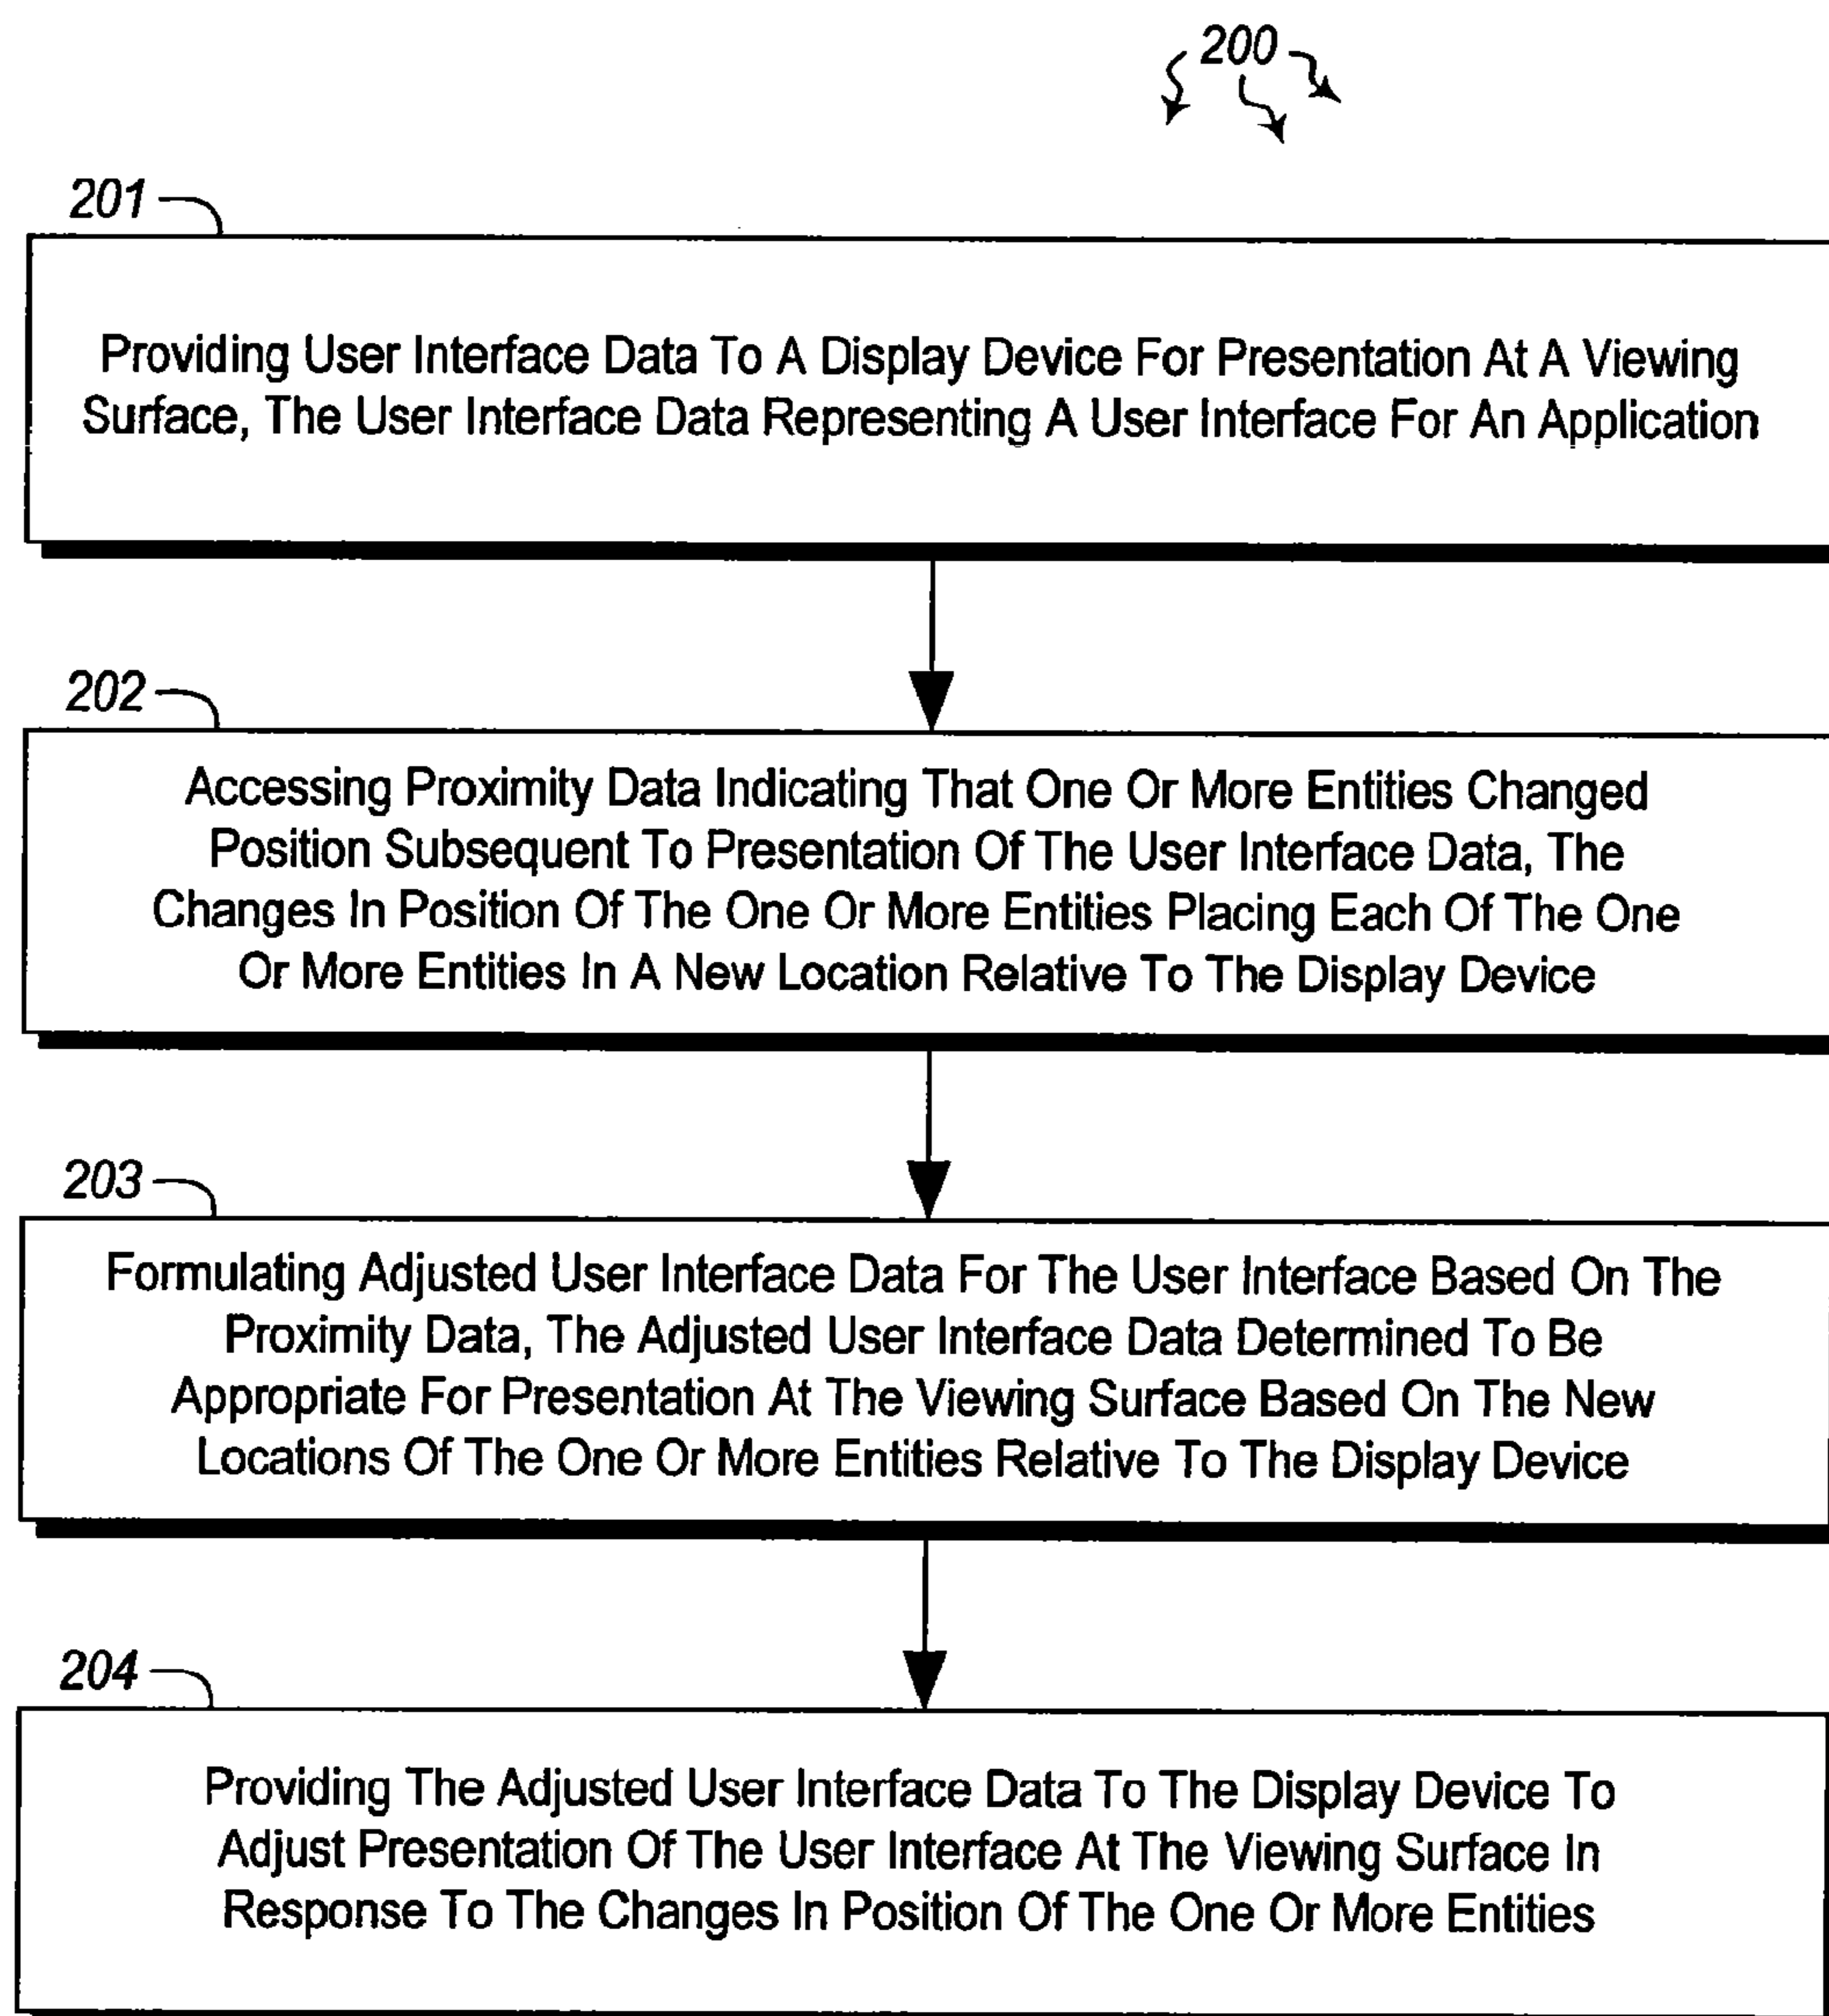 200
201
Providing User Interface Data To A Display Device For Presentation At A Viewing
Surface, The User Interface Data Representing A User Interface For An Application
202
Accessing Proximity Data Indicating That One Or More Entities Changed
Position Subsequent To Presentation Of The User Interface Data, The
Changes In Position Of The One Or More Entities Placing Each Of The One
Or More Entities In A New Location Relative To The Display Device
203
Formulating Adjusted User Interface Data For The User Interface Based On The
Proximity Data, The Adjusted User Interface Data Determined To Be
Appropriate For Presentation At The Viewing Surface Based On The New
Locations Of The One Or More Entities Relative To The Display Device
204
Providing The Adjusted User Interface Data To The Display Device To
Adjust Presentation Of The User Interface At The Viewing Surface In
Response To The Changes In Position Of The One Or More Entities